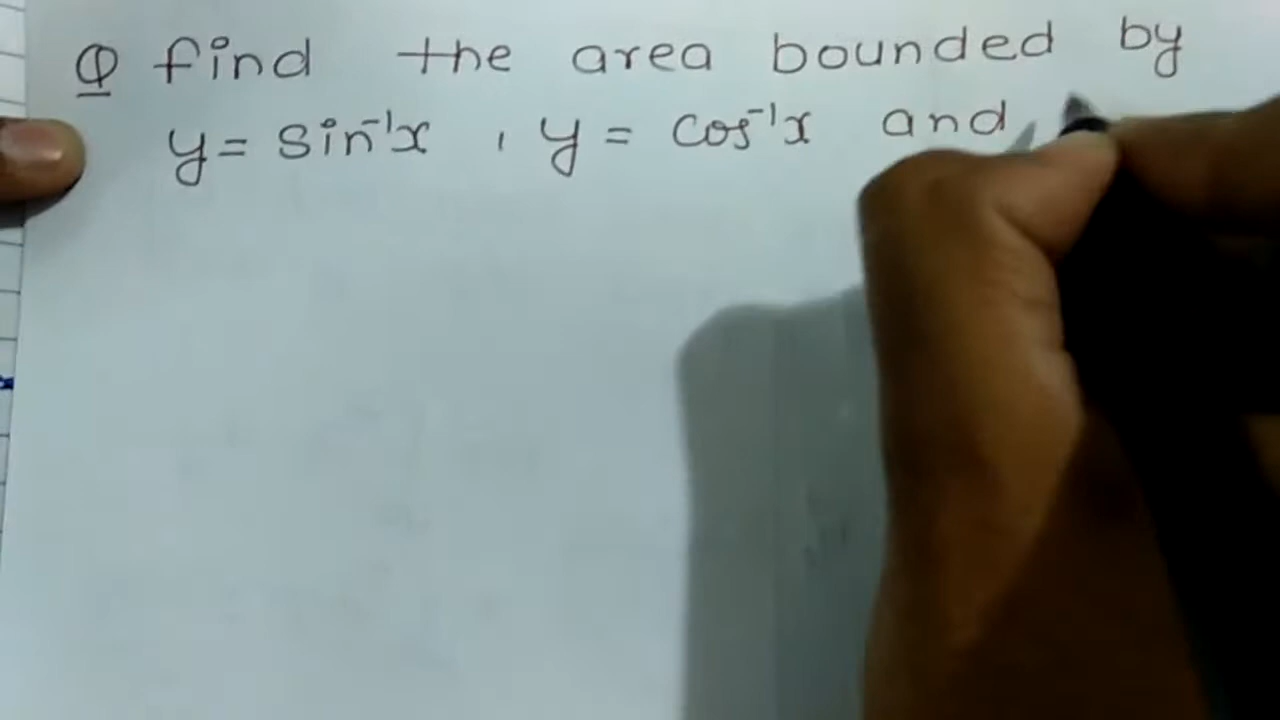 Q find the area bounded by
y = sin⁻¹x , y = cos⁻¹x and